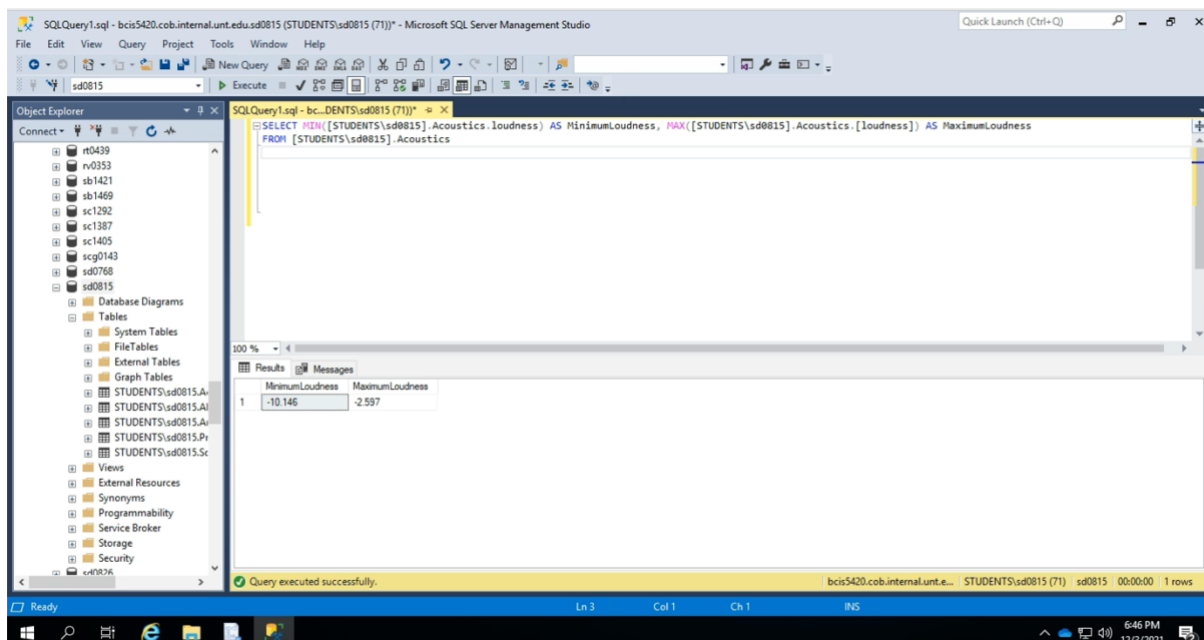 SQLQuery1.sql - bcis5420.cob.internal.unt.edu.sd0815 (STUDENTS\sd0815 (71))* - Microsoft SQL Server Management Studio
Quick Launch (Ctrl+Q)
File Edit View Query Project Tools Window Help
New Query
sd0815 Execute
Object Explorer
SQLQuery1.sql - bc...DENTS\sd0815 (71))*
Connect
rt0439
rv0353
sb1421
sb1469
sc1292
sc1387
sc1405
scg0143
sd0768
sd0815
Database Diagrams
Tables
System Tables
FileTables
External Tables
Graph Tables
STUDENTS\sd0815.A
STUDENTS\sd0815.Al
STUDENTS\sd0815.A
STUDENTS\sd0815.Pr
STUDENTS\sd0815.Sc
Views
External Resources
Synonyms
Programmability
Service Broker
Storage
Security
sd0826
SELECT MIN([STUDENTS\sd0815].Acoustics.loudness) AS MinimumLoudness, MAX([STUDENTS\sd0815].Acoustics.[loudness]) AS MaximumLoudness
FROM [STUDENTS\sd0815].Acoustics
100 %
Results Messages
MinimumLoudness MaximumLoudness
1 -10.146 -2.597
Query executed successfully.
bcis5420.cob.internal.unt.e... STUDENTS\sd0815 (71) sd0815 00:00:00 1 rows
Ready Ln 3 Col 1 Ch 1 INS
6:46 PM
12/3/2021